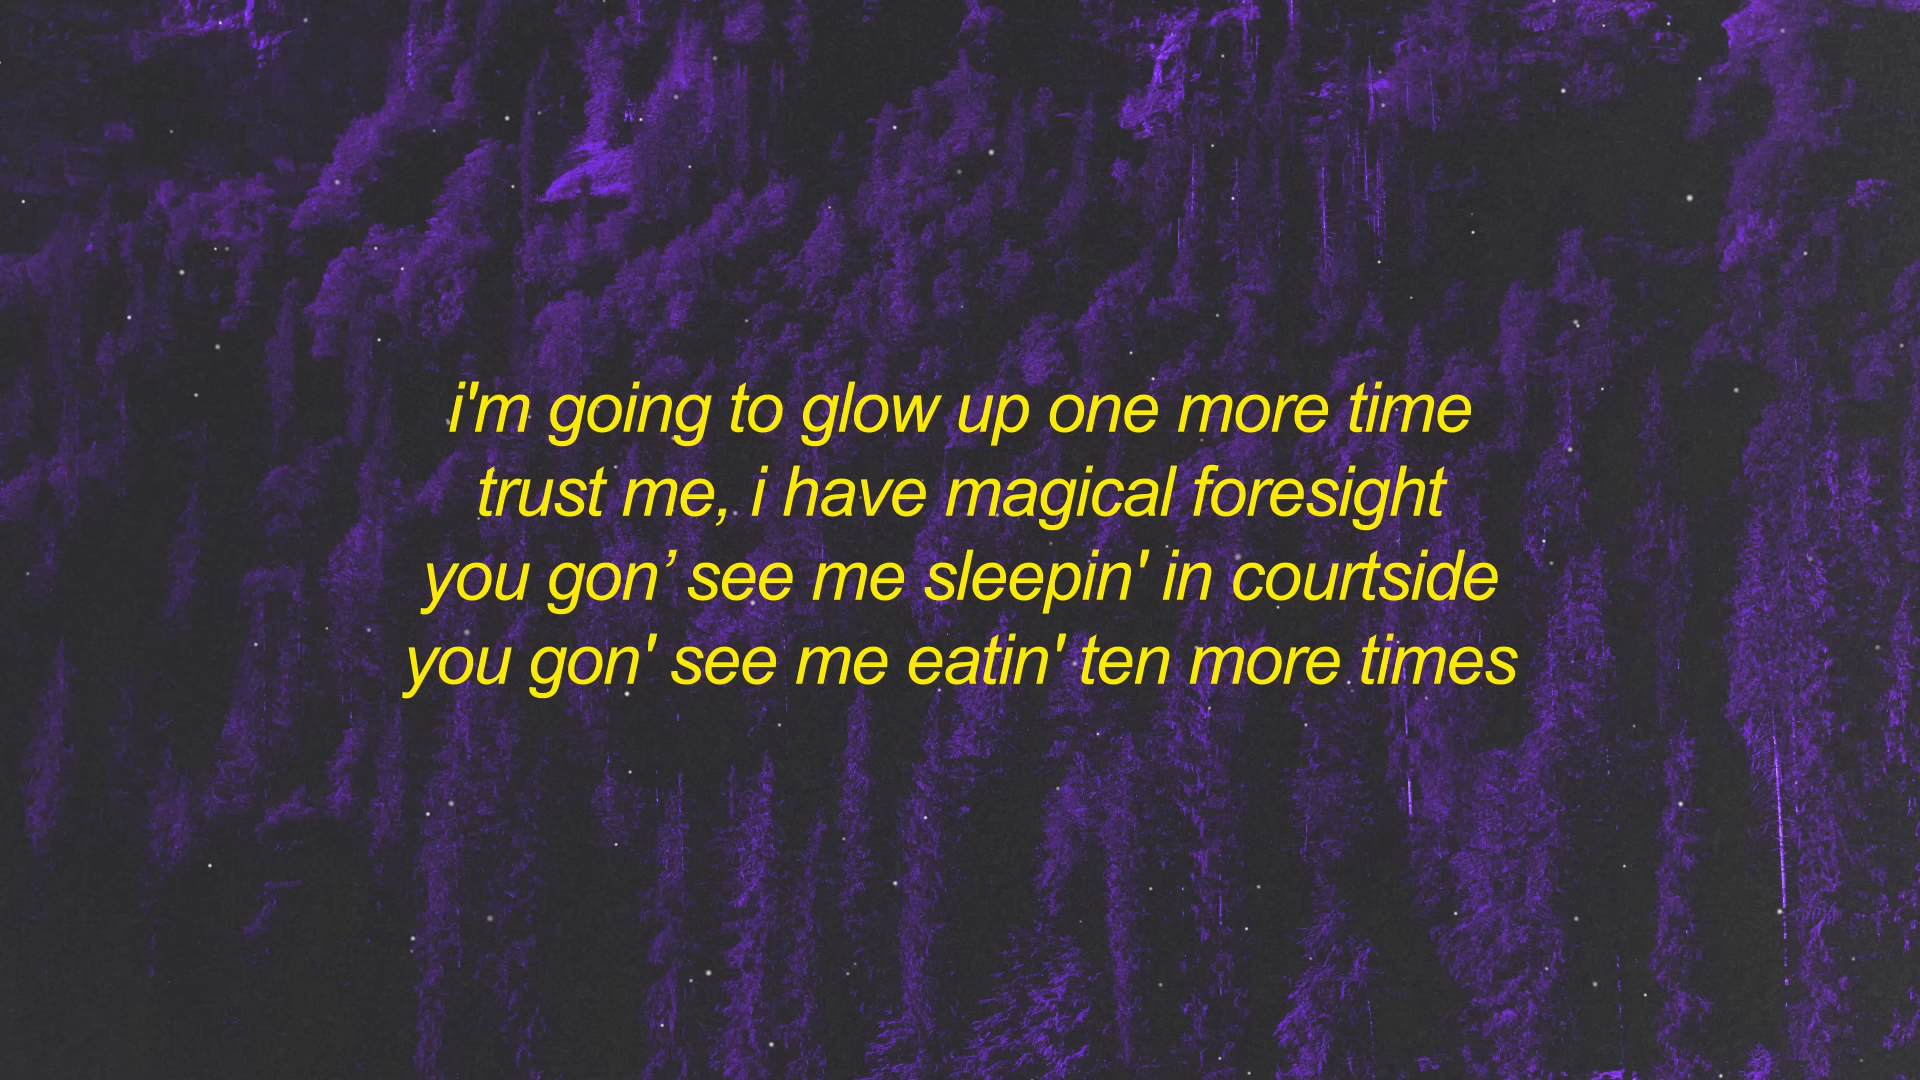 i'm going to glow up one more time
trust me, i have magical foresight
you gon’ see me sleepin' in courtside
you gon' see me eatin' ten more times